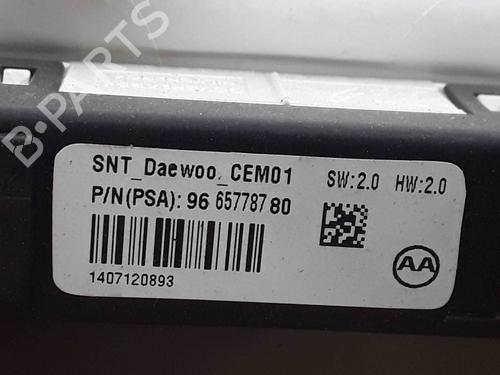 B-PARTS
SNT_Daewoo_CEM01 SW:2.0 HW:2.0
P/N(PSA): 96 657787 80
AA
1407120893